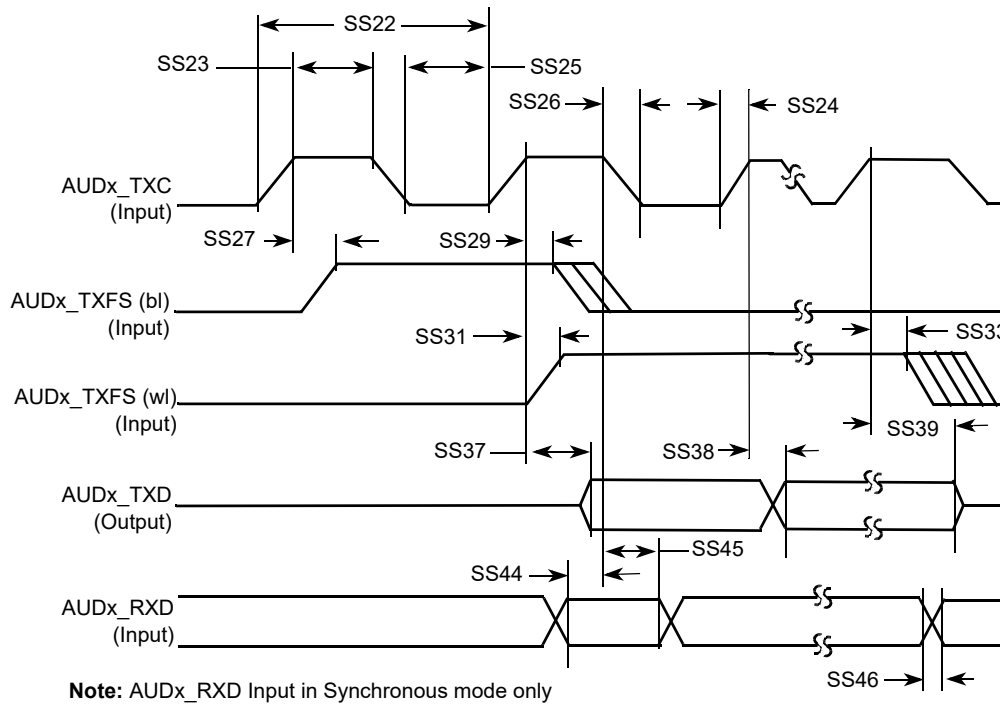 SS22
SS23
SS25
SS26
SS24
AUDx_TXC
(Input)
SS27
SS29
AUDx_TXFS (bl)
(Input)
SS31
SS33
AUDx_TXFS (wl)
(Input)
SS39
SS37
SS38
AUDx_TXD
(Output)
SS45
SS44
AUDx_RXD
(Input)
SS46
Note: AUDx_RXD Input in Synchronous mode only